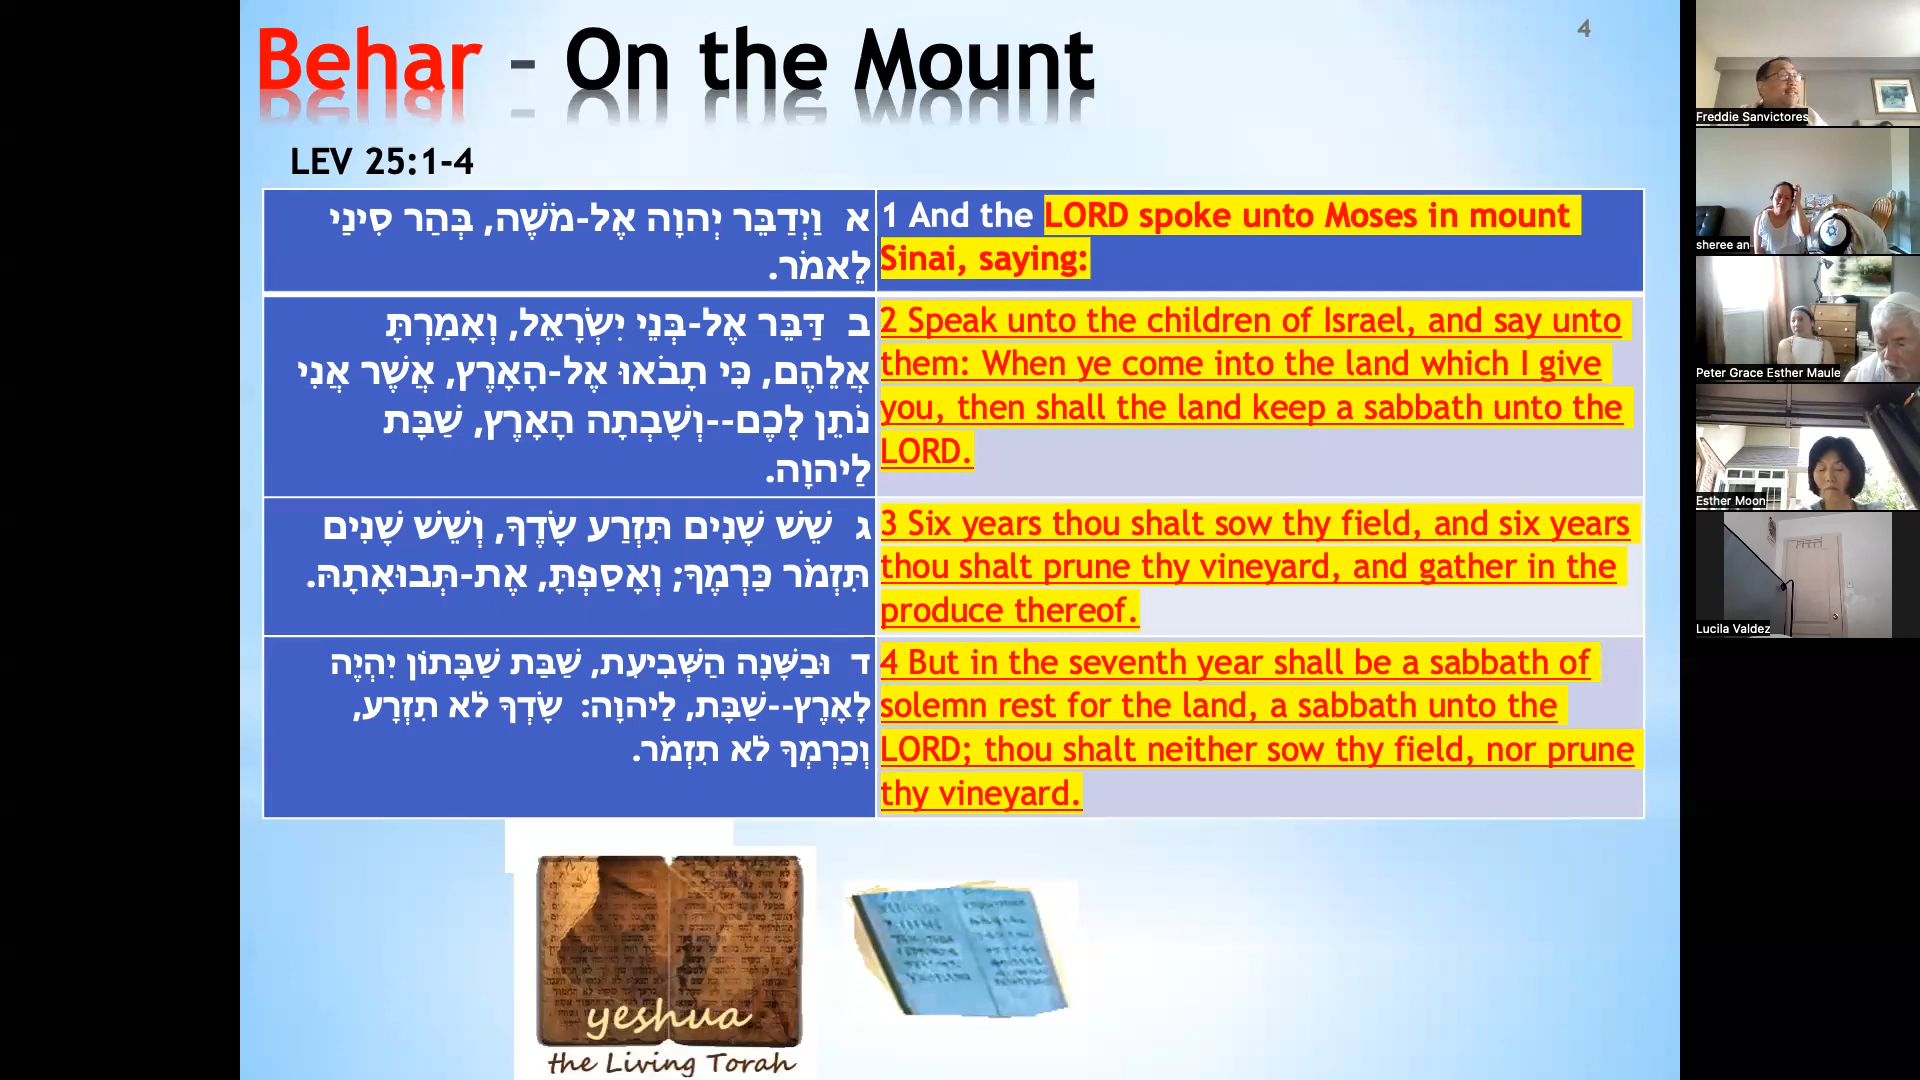 Behar - On the Mount
4
LEV 25:1-4
א וַיְדַבֵּר יְהוָה אֶל-מֹשֶׁה, בְּהַר סִינַי
לֵאמֹר.
1 And the LORD spoke unto Moses in mount
Sinai, saying:
ב דַּבֵּר אֶל-בְּנֵי יִשְׂרָאֵל, וְאָמַרְתָּ
אֲלֵהֶם, כִּי תָבֹאוּ אֶל-הָאָרֶץ, אֲשֶׁר אֲנִי
נֹתֵן לָכֶם--וְשָׁבְתָה הָאָרֶץ, שַׁבָּת
לַיהוָה.
2 Speak unto the children of Israel, and say unto
them: When ye come into the land which I give
you, then shall the land keep a sabbath unto the
LORD.
ג שֵׁשׁ שָׁנִים תִּזְרַע שָׂדֶךָ, וְשֵׁשׁ שָׁנִים
תִּזְמֹר כַּרְמֶךָ; וְאָסַפְתָּ, אֶת-תְּבוּאָתָהּ.
3 Six years thou shalt sow thy field, and six years
thou shalt prune thy vineyard, and gather in the
produce thereof.
ד וּבַשָּׁנָה הַשְּׁבִיעִת, שַׁבַּת שַׁבָּתוֹן יִהְיֶה
לָאָרֶץ--שַׁבָּת, לַיהוָה: שָׂדְךָ לֹא תִזְרָע,
וְכַרְמְךָ לֹא תִזְמֹר.
4 But in the seventh year shall be a sabbath of
solemn rest for the land, a sabbath unto the
LORD; thou shalt neither sow thy field, nor prune
thy vineyard.
yeshua
the Living Torah
Freddie Sanvictores
sheree an
Peter Grace Esther Maule
Esther Moon
Lucila Valdez